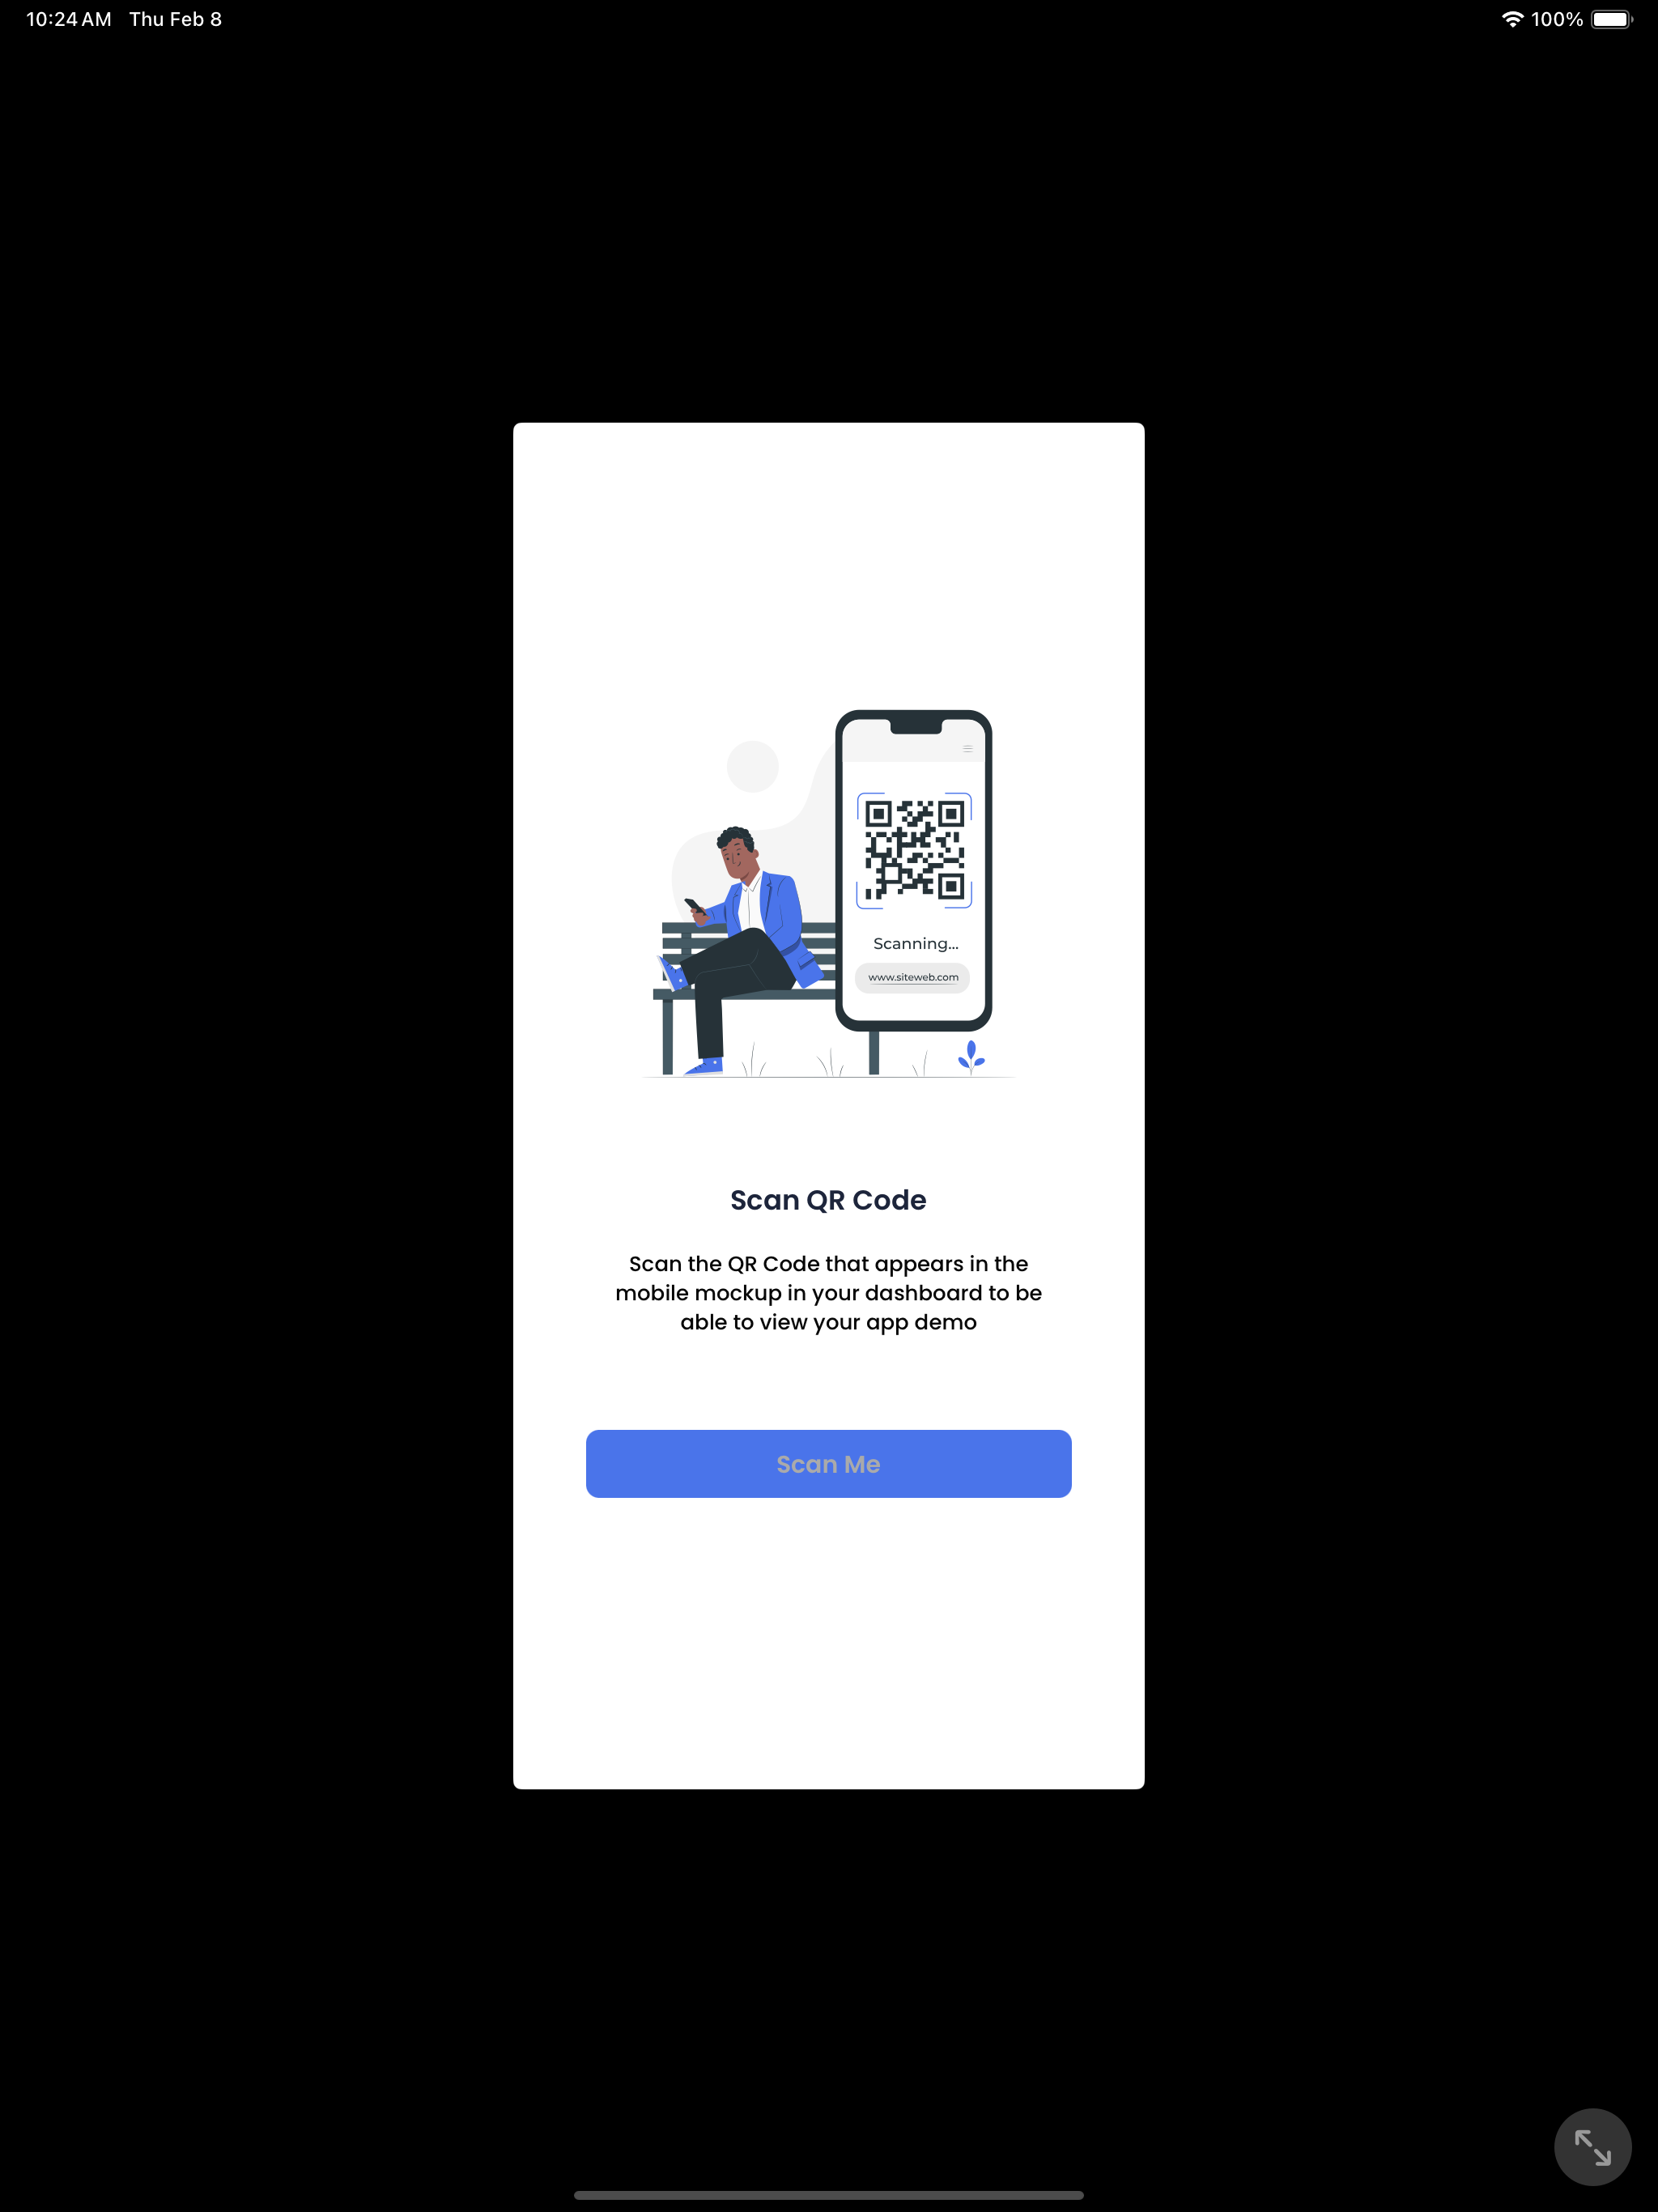 10:24 AM Thu Feb 8
100%
Scanning...
www.siteweb.com
Scan QR Code
Scan the QR Code that appears in the
mobile mockup in your dashboard to be
able to view your app demo
Scan Me